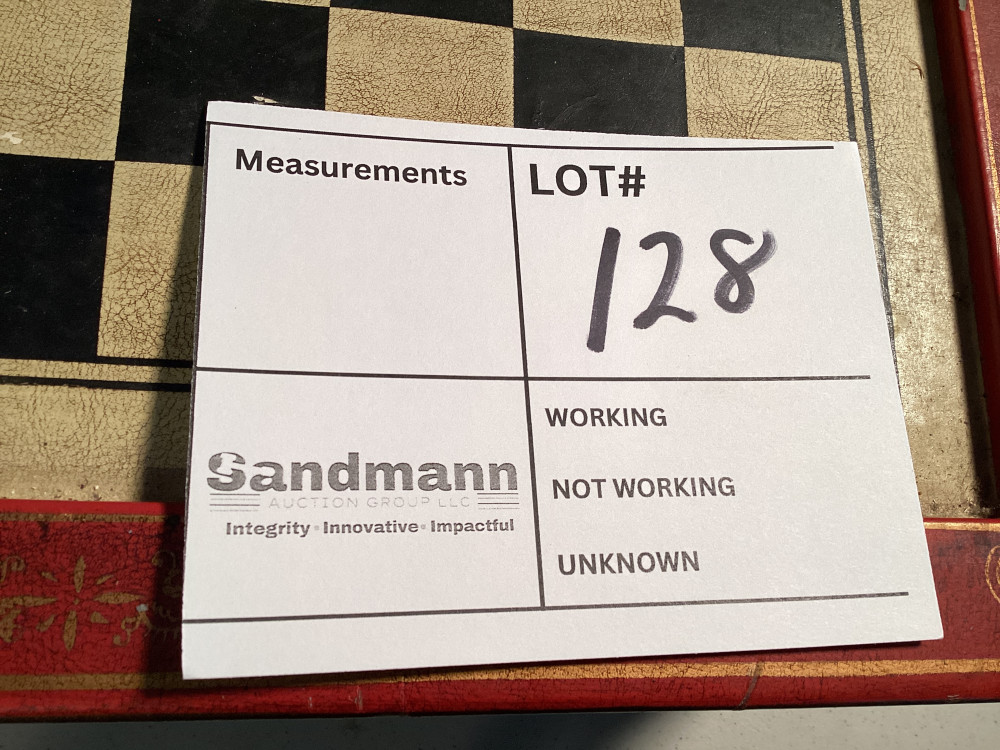 Measurements
LOT#
128
Sandmann
AUCTION GROUP LLC
Integrity • Innovative • Impactful
WORKING
NOT WORKING
UNKNOWN